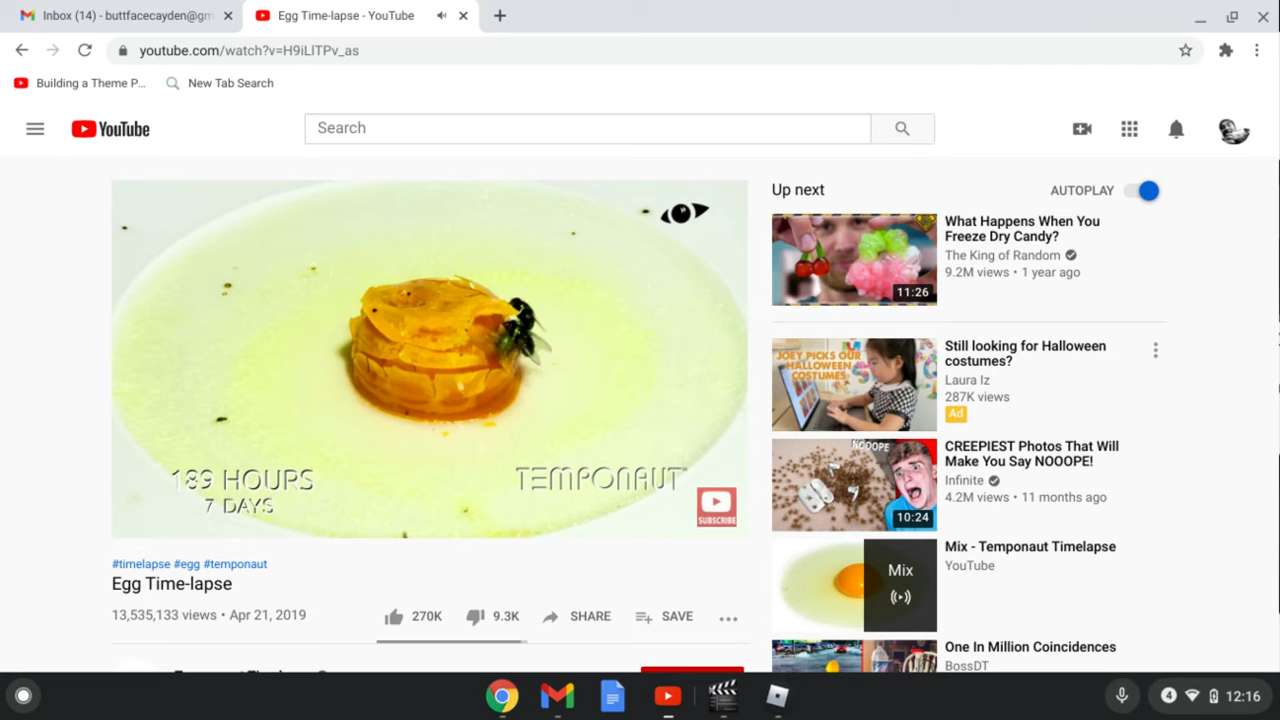 Inbox (14) - buttfacecayden@gm
Egg Time-lapse - YouTube
youtube.com/watch?v=H9iLlTPv_as
Building a Theme P...
New Tab Search
YouTube
Search
Up next
AUTOPLAY
What Happens When You
Freeze Dry Candy?
The King of Random
9.2M views • 1 year ago
11:26
JOEY PICKS OUR
HALLOWEEN
COSTUMES
Still looking for Halloween
costumes?
Laura Iz
287K views
Ad
NOOOPE
10:24
CREEPIEST Photos That Will
Make You Say NOOOPE!
Infinite
4.2M views • 11 months ago
Mix
Mix - Temponaut Timelapse
YouTube
One In Million Coincidences
BossDT
189 HOURS
7 DAYS
TEMPONAUT
SUBSCRIBE
#timelapse #egg #temponaut
Egg Time-lapse
13,535,133 views • Apr 21, 2019
270K
9.3K
SHARE
SAVE
4
12:16